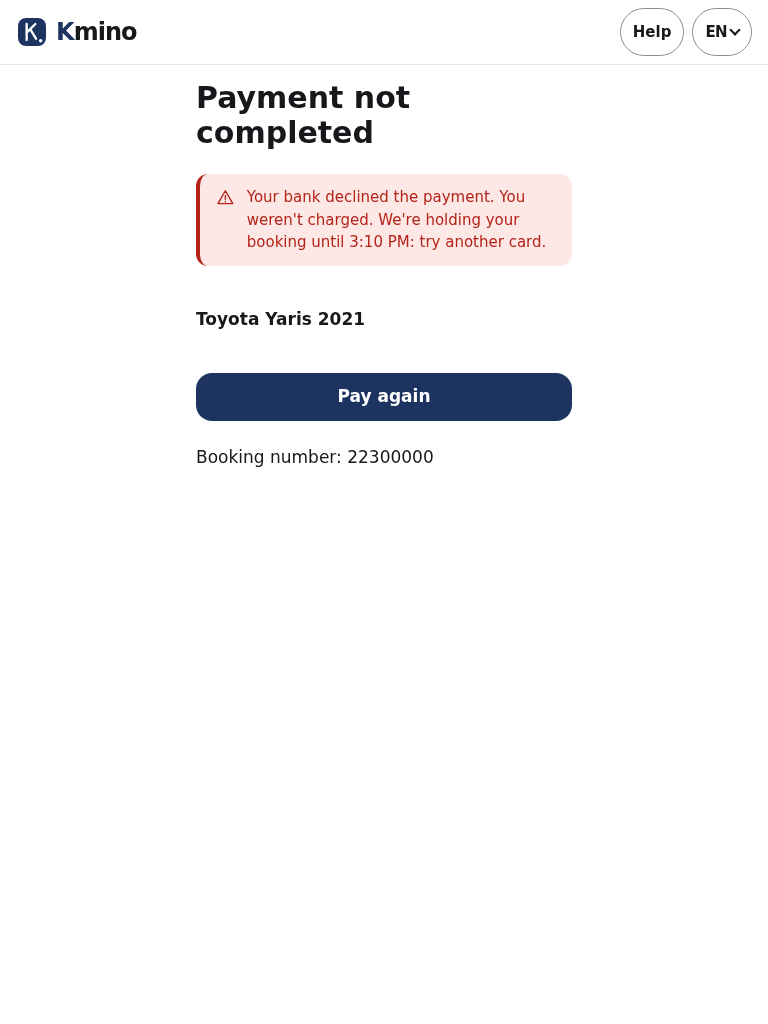 K. Kmino
Help
EN
Payment not
completed
Your bank declined the payment. You
weren't charged. We're holding your
booking until 3:10 PM: try another card.
Toyota Yaris 2021
Pay again
Booking number: 22300000